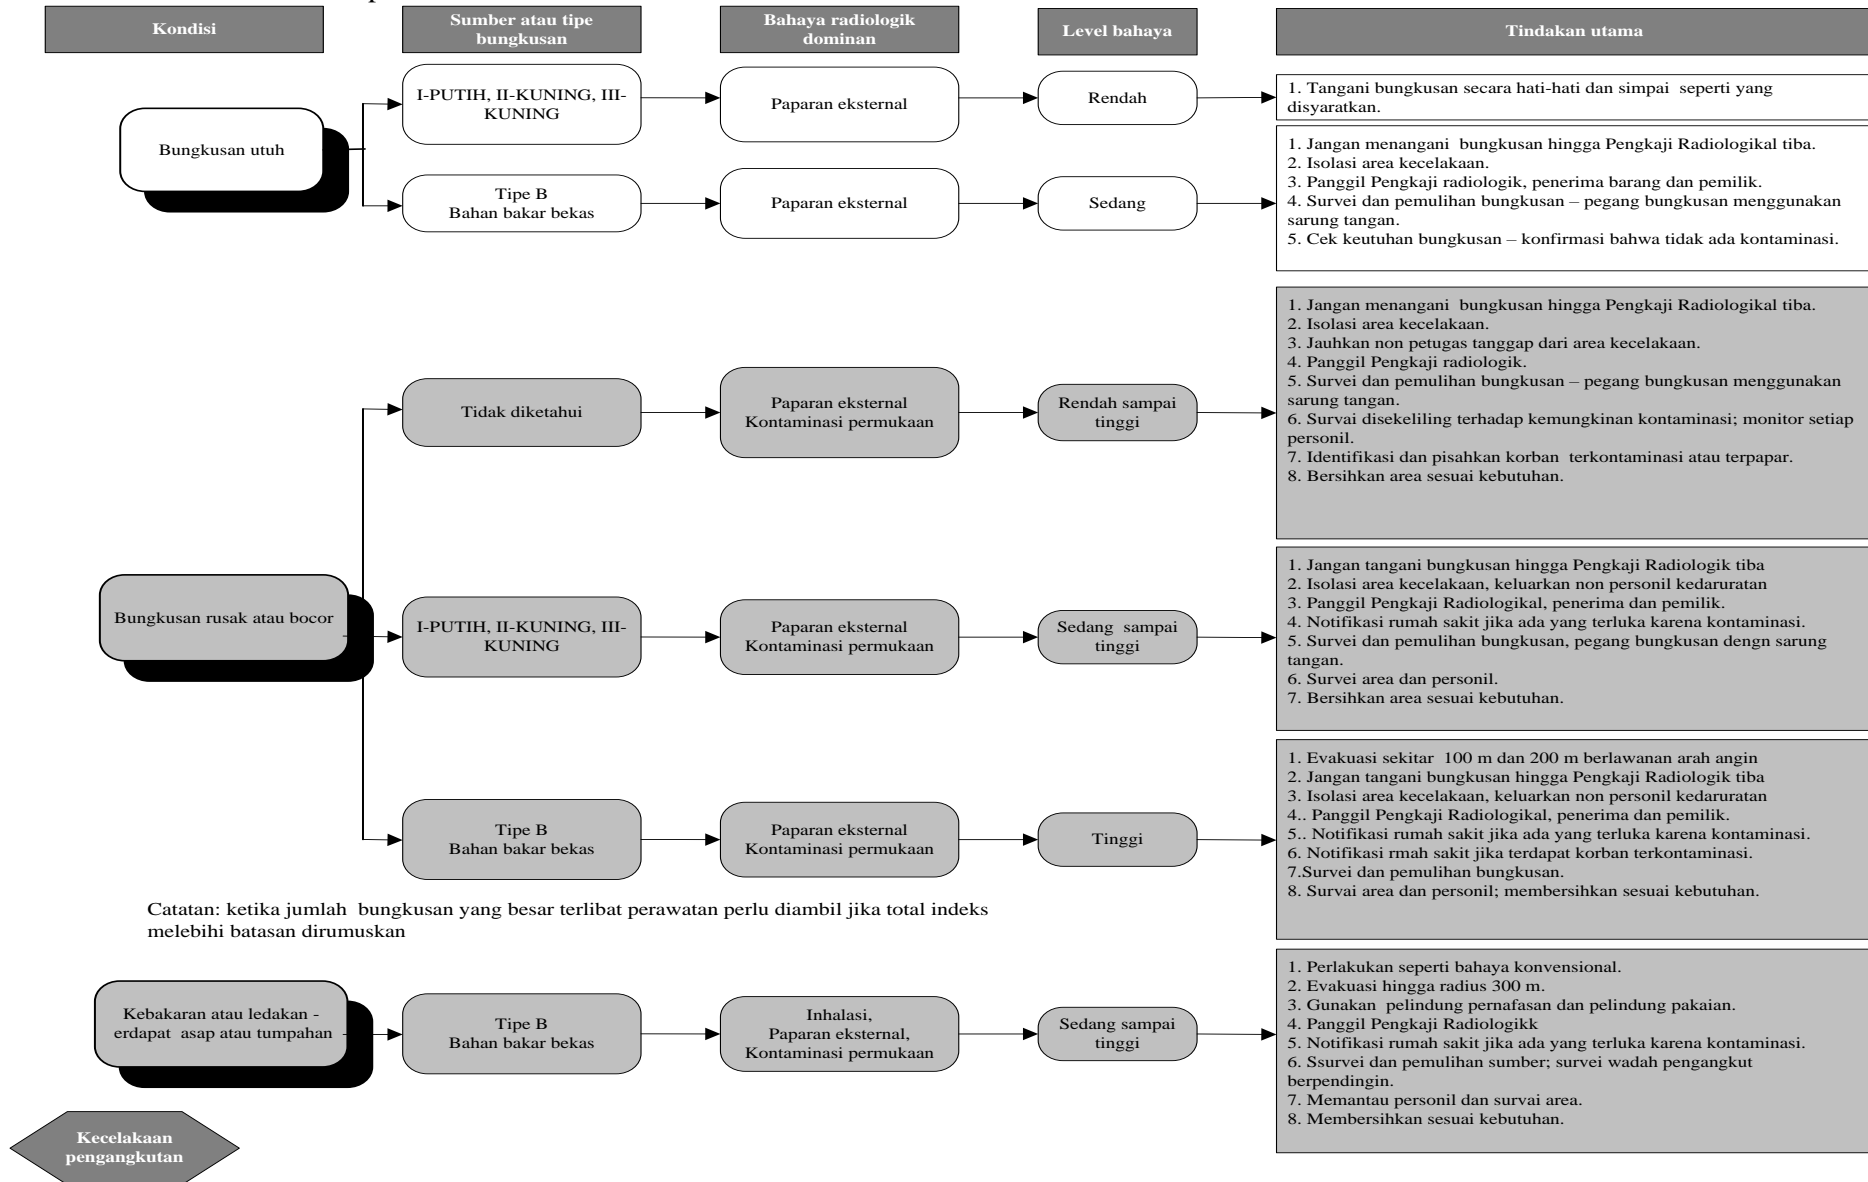 Kondisi
Sumber atau tipe
bungkusan
Bahaya radiologik
dominan
Level bahaya
Tindakan utama
Bungkusan utuh
I-PUTIH, II-KUNING, III-
KUNING
Paparan eksternal
Rendah
1. Tangani bungkusan secara hati-hati dan simpai  seperti yang
disyaratkan.
Tipe B
Bahan bakar bekas
Paparan eksternal
Sedang
1. Jangan menangani  bungkusan hingga Pengkaji Radiologikal tiba.
2. Isolasi area kecelakaan.
3. Panggil Pengkaji radiologik, penerima barang dan pemilik.
4. Survei dan pemulihan bungkusan – pegang bungkusan menggunakan
sarung tangan.
5. Cek keutuhan bungkusan – konfirmasi bahwa tidak ada kontaminasi.
Bungkusan rusak atau bocor
Tidak diketahui
Paparan eksternal
Kontaminasi permukaan
Rendah sampai
tinggi
1. Jangan menangani  bungkusan hingga Pengkaji Radiologikal tiba.
2. Isolasi area kecelakaan.
3. Jauhkan non petugas tanggap dari area kecelakaan.
4. Panggil Pengkaji radiologik.
5. Survei dan pemulihan bungkusan – pegang bungkusan menggunakan
sarung tangan.
6. Survai disekeliling terhadap kemungkinan kontaminasi; monitor setiap
personil.
7. Identifikasi dan pisahkan korban  terkontaminasi atau terpapar.
8. Bersihkan area sesuai kebutuhan.
I-PUTIH, II-KUNING, III-
KUNING
Paparan eksternal
Kontaminasi permukaan
Sedang  sampai
tinggi
1. Jangan tangani bungkusan hingga Pengkaji Radiologik tiba
2. Isolasi area kecelakaan, keluarkan non personil kedaruratan
3. Panggil Pengkaji Radiologikal, penerima dan pemilik.
4. Notifikasi rumah sakit jika ada yang terluka karena kontaminasi.
5. Survei dan pemulihan bungkusan, pegang bungkusan dengn sarung
tangan.
6. Survei area dan personil.
7. Bersihkan area sesuai kebutuhan.
Tipe B
Bahan bakar bekas
Paparan eksternal
Kontaminasi permukaan
Tinggi
1. Evakuasi sekitar  100 m dan 200 m berlawanan arah angin
2. Jangan tangani bungkusan hingga Pengkaji Radiologik tiba
3. Isolasi area kecelakaan, keluarkan non personil kedaruratan
4.. Panggil Pengkaji Radiologikal, penerima dan pemilik.
5.. Notifikasi rumah sakit jika ada yang terluka karena kontaminasi.
6. Notifikasi rmah sakit jika terdapat korban terkontaminasi.
7.Survei dan pemulihan bungkusan.
8. Survai area dan personil; membersihkan sesuai kebutuhan.
Catatan: ketika jumlah  bungkusan yang besar terlibat perawatan perlu diambil jika total indeks
melebihi batasan dirumuskan
Kebakaran atau ledakan -
erdapat  asap atau tumpahan
Tipe B
Bahan bakar bekas
Inhalasi,
Paparan eksternal,
Kontaminasi permukaan
Sedang sampai
tinggi
1. Perlakukan seperti bahaya konvensional.
2. Evakuasi hingga radius 300 m.
3. Gunakan  pelindung pernafasan dan pelindung pakaian.
4. Panggil Pengkaji Radiologikk
5. Notifikasi rumah sakit jika ada yang terluka karena kontaminasi.
6. Ssurvei dan pemulihan sumber; survei wadah pengangkut
berpendingin.
7. Memantau personil dan survai area.
8. Membersihkan sesuai kebutuhan.
Kecelakaan
pengangkutan